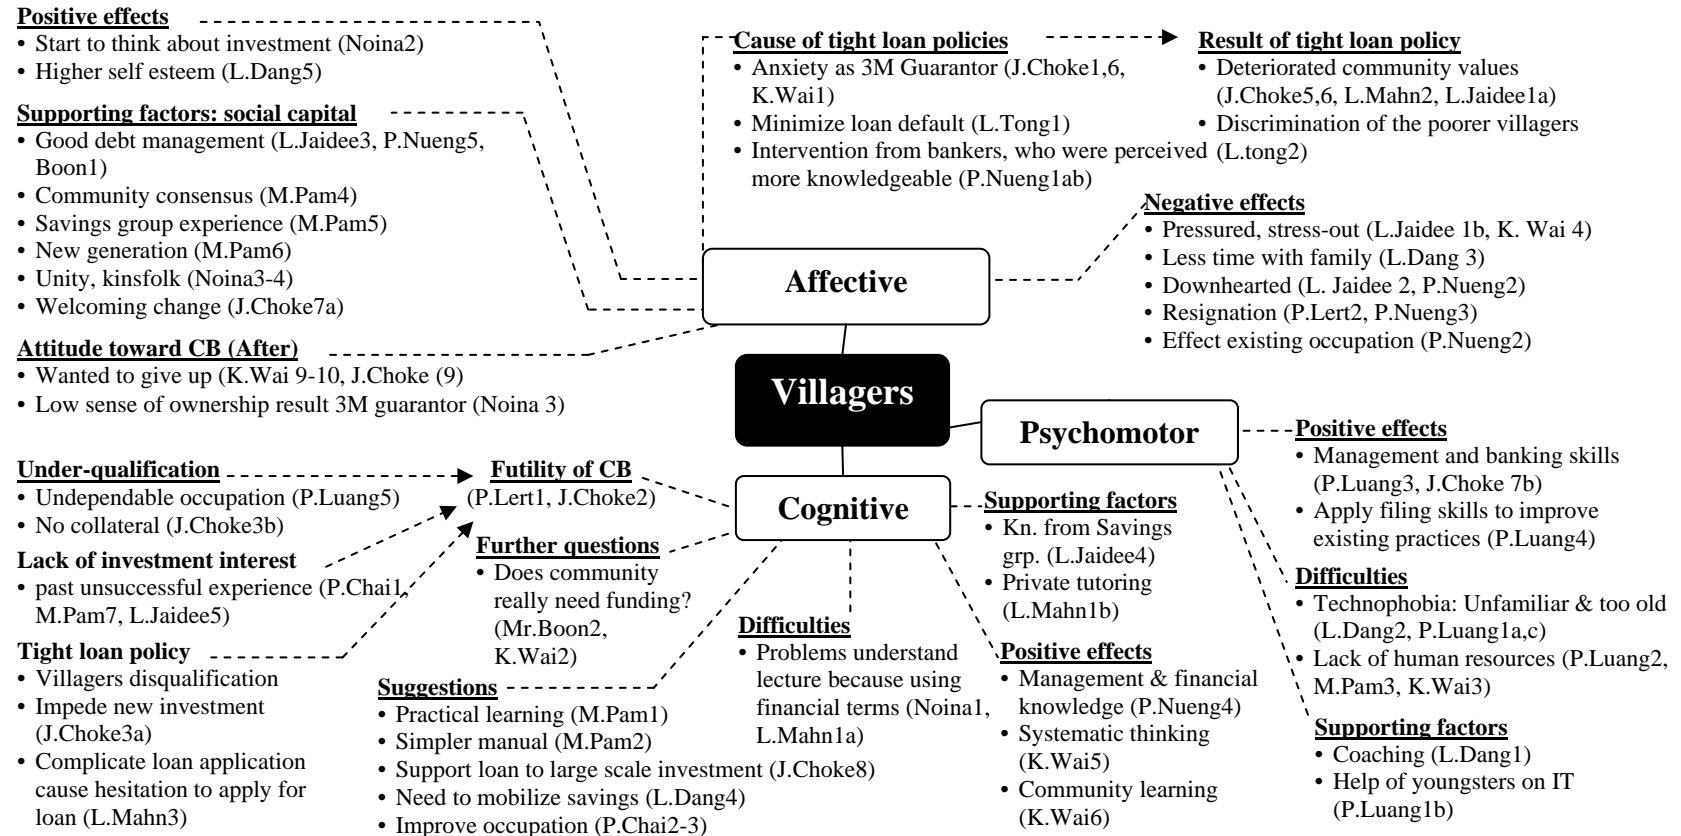 Positive effects
• Start to think about investment (Noina2)
• Higher self esteem (L.Dang5)
Supporting factors: social capital
• Good debt management (L.Jaidee3, P.Nueng5,
Boon1)
• Community consensus (M.Pam4)
• Savings group experience (M.Pam5)
• New generation (M.Pam6)
• Unity, kinsfolk (Noina3-4)
• Welcoming change (J.Choke7a)
Attitude toward CB (After)
• Wanted to give up (K.Wai 9-10, J.Choke (9)
• Low sense of ownership result 3M guarantor (Noina 3)
Cause of tight loan policies
• Anxiety as 3M Guarantor (J.Choke1,6,
K.Wai1)
• Minimize loan default (L.Tong1)
• Intervention from bankers, who were perceived
more knowledgeable (P.Nueng1ab)
Result of tight loan policy
• Deteriorated community values
(J.Choke5,6, L.Mahn2, L.Jaidee1a)
• Discrimination of the poorer villagers
(L.tong2)
Negative effects
• Pressured, stress-out (L.Jaidee 1b, K. Wai 4)
• Less time with family (L.Dang 3)
• Downhearted (L. Jaidee 2, P.Nueng2)
• Resignation (P.Lert2, P.Nueng3)
• Effect existing occupation (P.Nueng2)
Affective
Villagers
Psychomotor
Cognitive
Under-qualification
• Undependable occupation (P.Luang5)
• No collateral (J.Choke3b)
Lack of investment interest
• past unsuccessful experience (P.Chai1,
M.Pam7, L.Jaidee5)
Tight loan policy
• Villagers disqualification
• Impede new investment
(J.Choke3a)
• Complicate loan application
cause hesitation to apply for
loan (L.Mahn3)
Futility of CB
(P.Lert1, J.Choke2)
Further questions
• Does community
really need funding?
(Mr.Boon2,
K.Wai2)
Suggestions
• Practical learning (M.Pam1)
• Simpler manual (M.Pam2)
• Support loan to large scale investment (J.Choke8)
• Need to mobilize savings (L.Dang4)
• Improve occupation (P.Chai2-3)
Difficulties
• Problems understand
lecture because using
financial terms (Noina1,
L.Mahn1a)
Supporting factors
• Kn. from Savings
grp. (L.Jaidee4)
• Private tutoring
(L.Mahn1b)
Positive effects
• Management & financial
knowledge (P.Nueng4)
• Systematic thinking
(K.Wai5)
• Community learning
(K.Wai6)
Positive effects
• Management and banking skills
(P.Luang3, J.Choke 7b)
• Apply filing skills to improve
existing practices (P.Luang4)
Difficulties
• Technophobia: Unfamiliar & too old
(L.Dang2, P.Luang1a,c)
• Lack of human resources (P.Luang2,
M.Pam3, K.Wai3)
Supporting factors
• Coaching (L.Dang1)
• Help of youngsters on IT
(P.Luang1b)